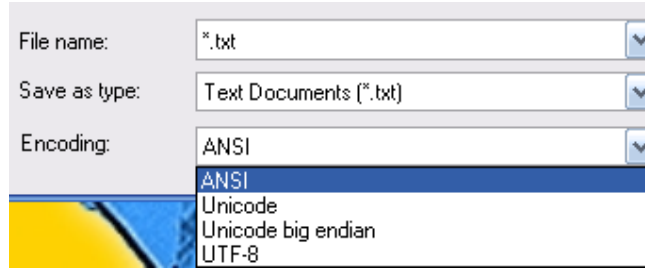 File name: *.txt
Save as type: Text Documents (*.txt)
Encoding: ANSI
ANSI
Unicode
Unicode big endian
UTF-8